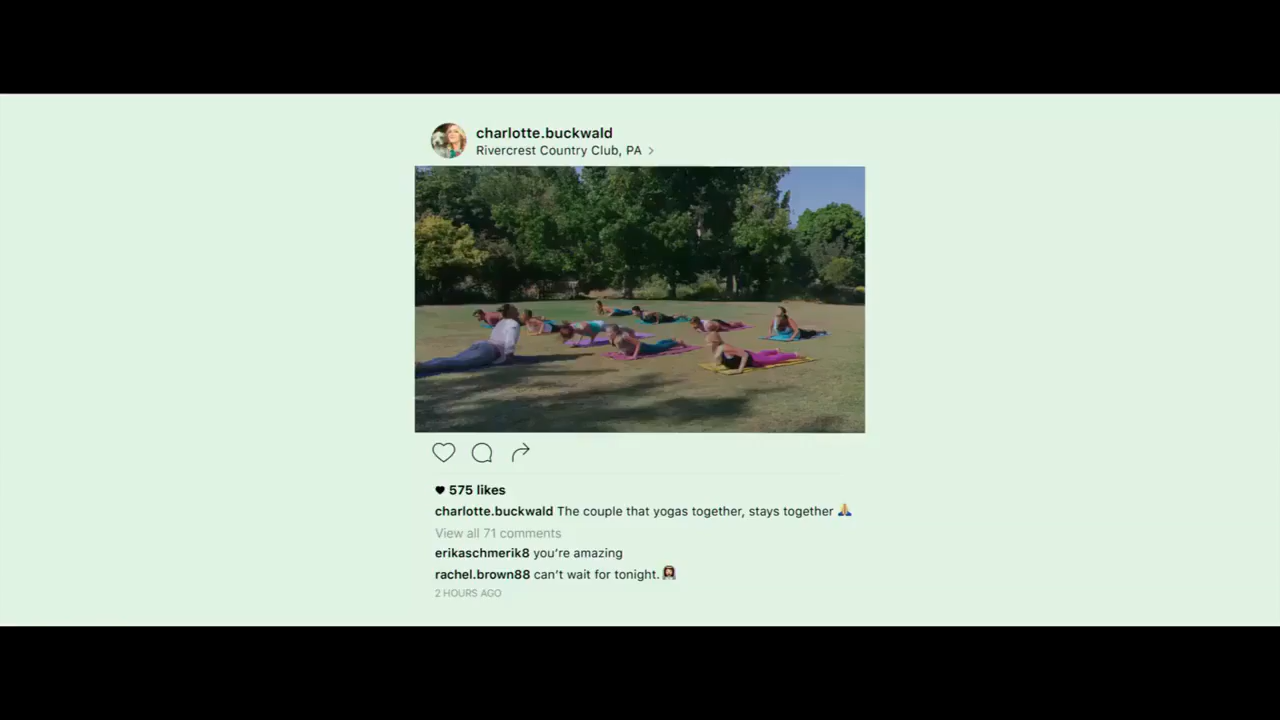 charlotte.buckwald
Rivercrest Country Club, PA >
575 likes
charlotte.buckwald The couple that yogas together, stays together 🙏
View all 71 comments
erikaschmerik8 you're amazing
rachel.brown88 can't wait for tonight.
2 HOURS AGO